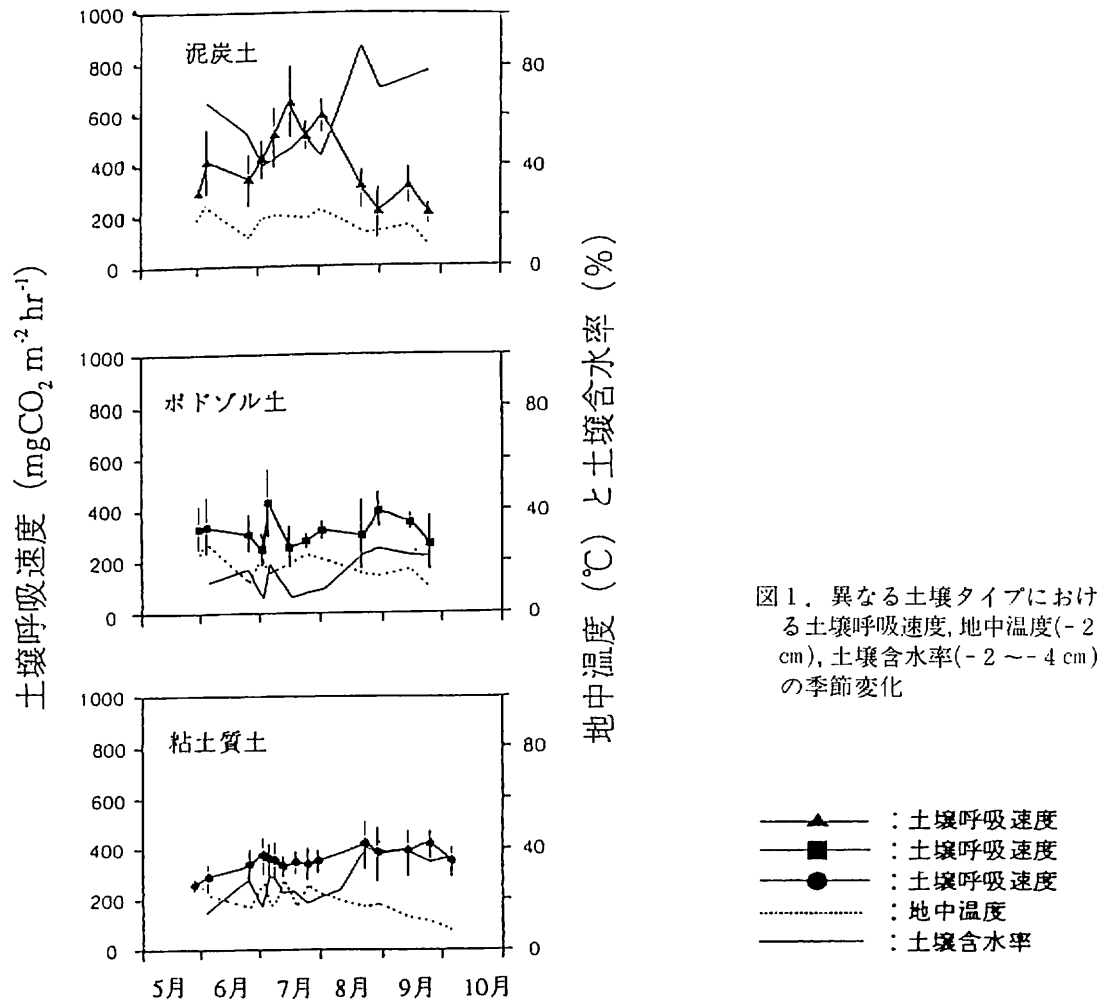 土壌呼吸速度 (mgCO₂ m⁻² hr⁻¹)
1000
800
600
400
200
0
泥炭土
80
40
0
1000
800
600
400
200
0
ポドゾル土
80
40
0
1000
800
600
400
200
0
粘土質土
80
40
0
5月 6月 7月 8月 9月 10月
地中温度 (℃) と土壌含水率 (%)
図1. 異なる土壌タイプにおけ
る土壌呼吸速度, 地中温度(-2
cm), 土壌含水率(-2～-4 cm)
の季節変化
: 土壌呼吸速度
: 土壌呼吸速度
: 土壌呼吸速度
: 地中温度
: 土壌含水率